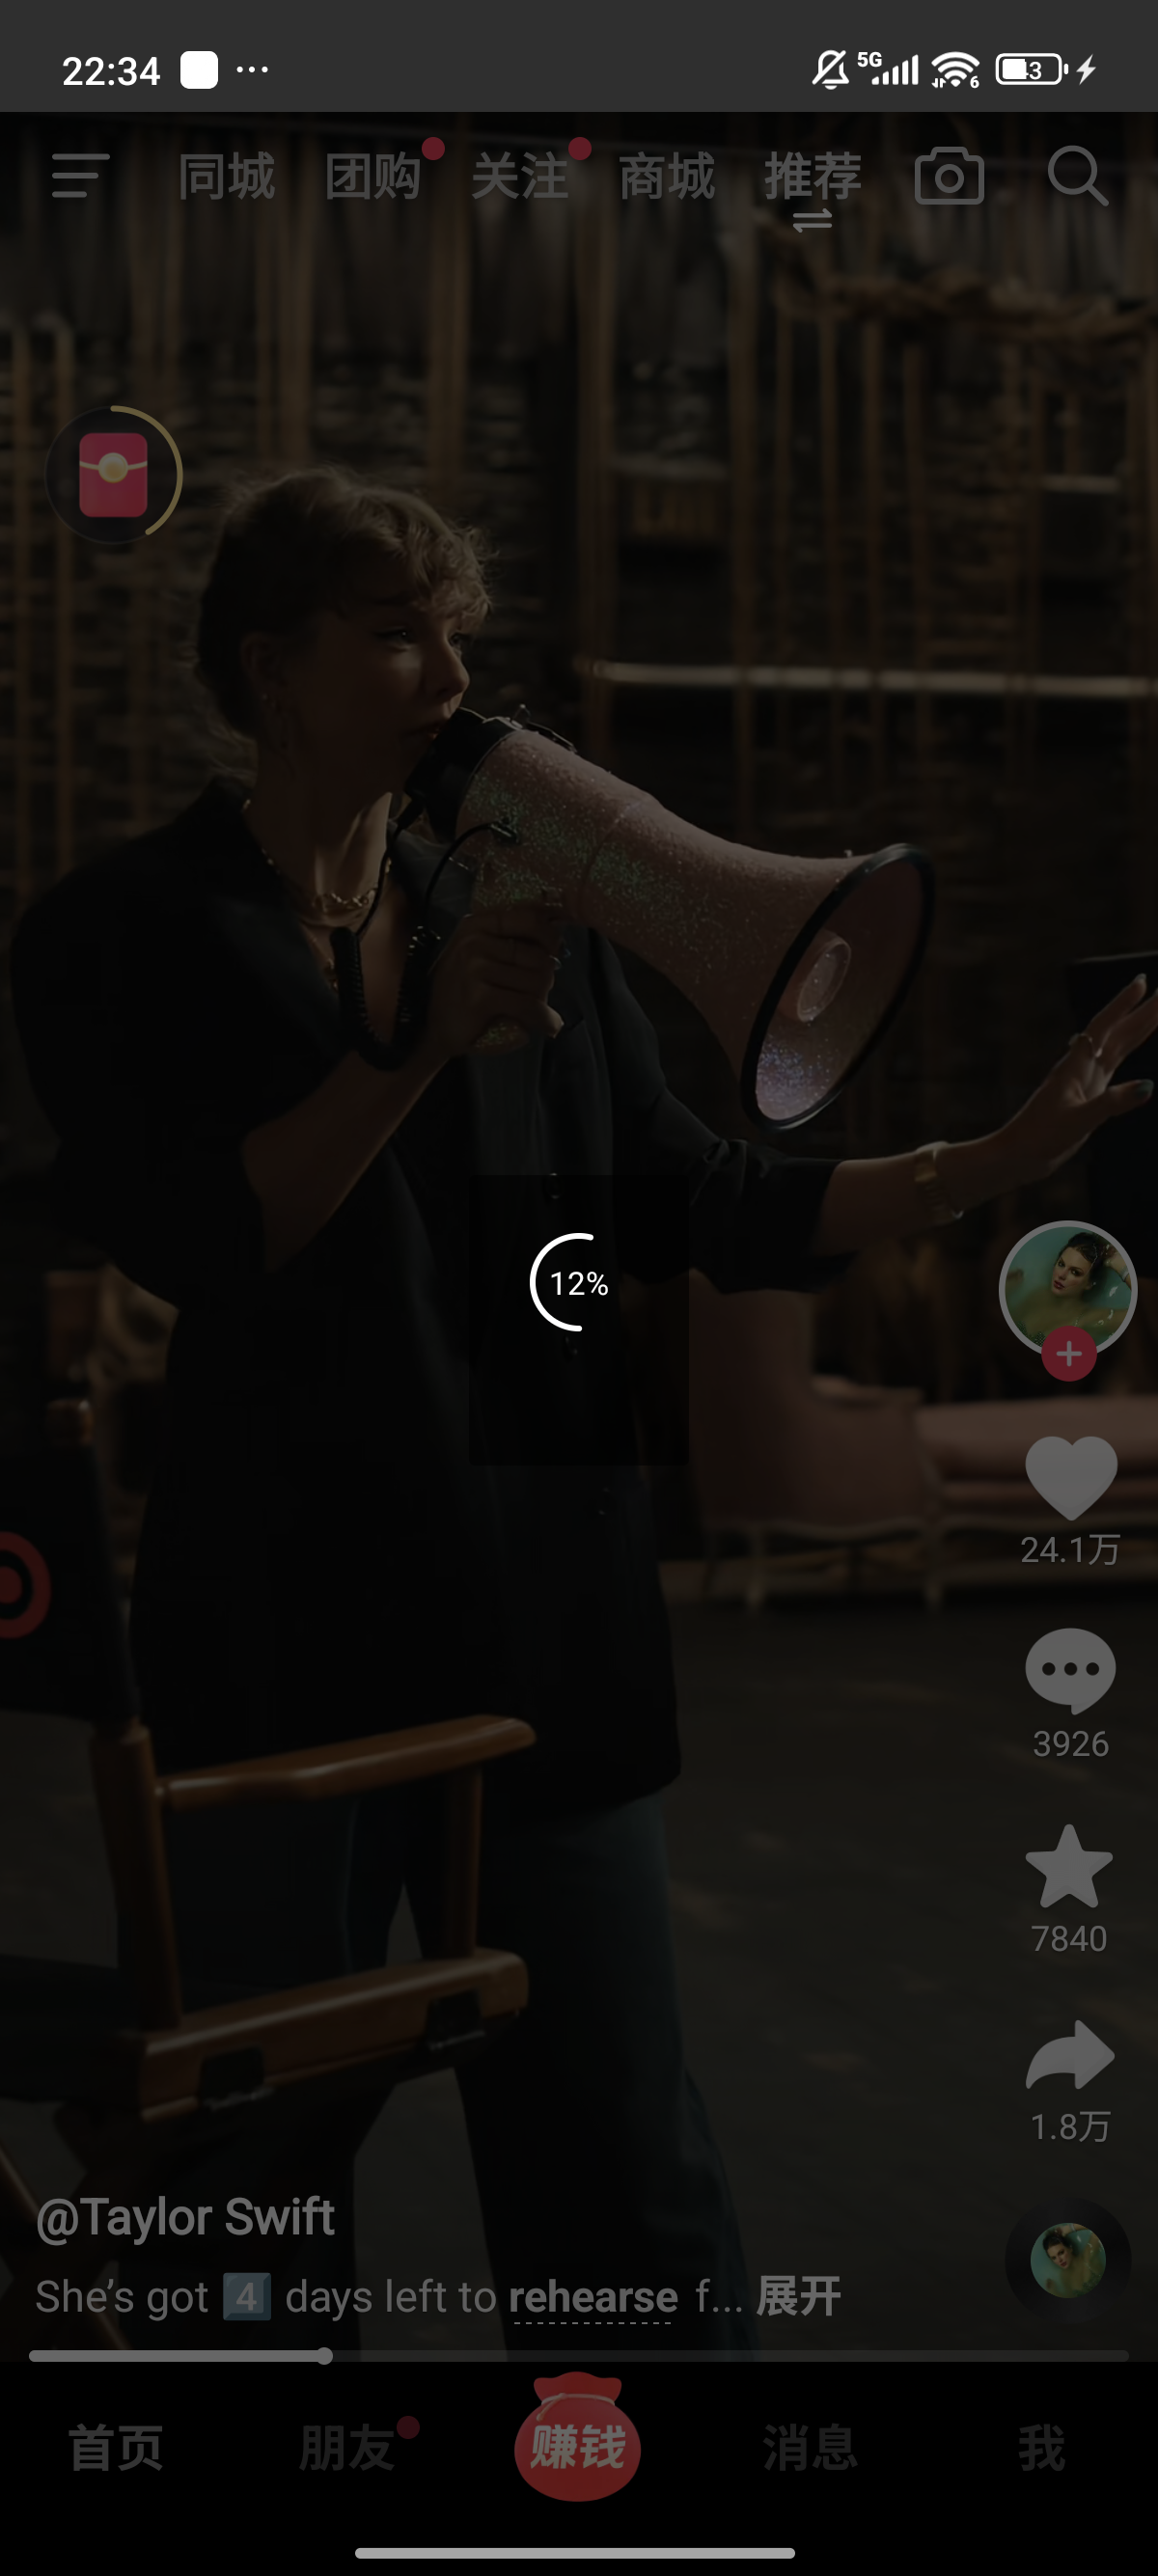 22:34
5G
6
43
同城 团购 关注 商城 推荐
12%
24.1万
3926
7840
1.8万
@Taylor Swift
She’s got 4️⃣ days left to rehearse f... 展开
首页 朋友 赚钱 消息 我